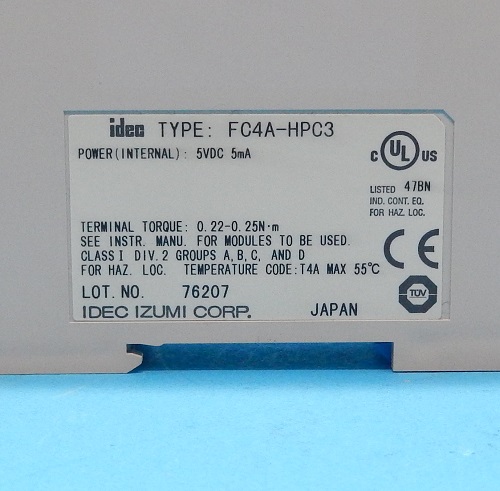 idec TYPE: FC4A-HPC3
POWER(INTERNAL): 5VDC 5mA
C UL US
LISTED 47BN
IND. CONT. EQ.
FOR HAZ. LOC.
TERMINAL TORQUE: 0.22-0.25N·m
SEE INSTR. MANU. FOR MODULES TO BE USED.
CLASS I DIV.2 GROUPS A,B,C, AND D
FOR HAZ. LOC. TEMPERATURE CODE:T4A MAX 55°C
CE
TÜV
LOT.NO. 76207
IDEC IZUMI CORP. JAPAN